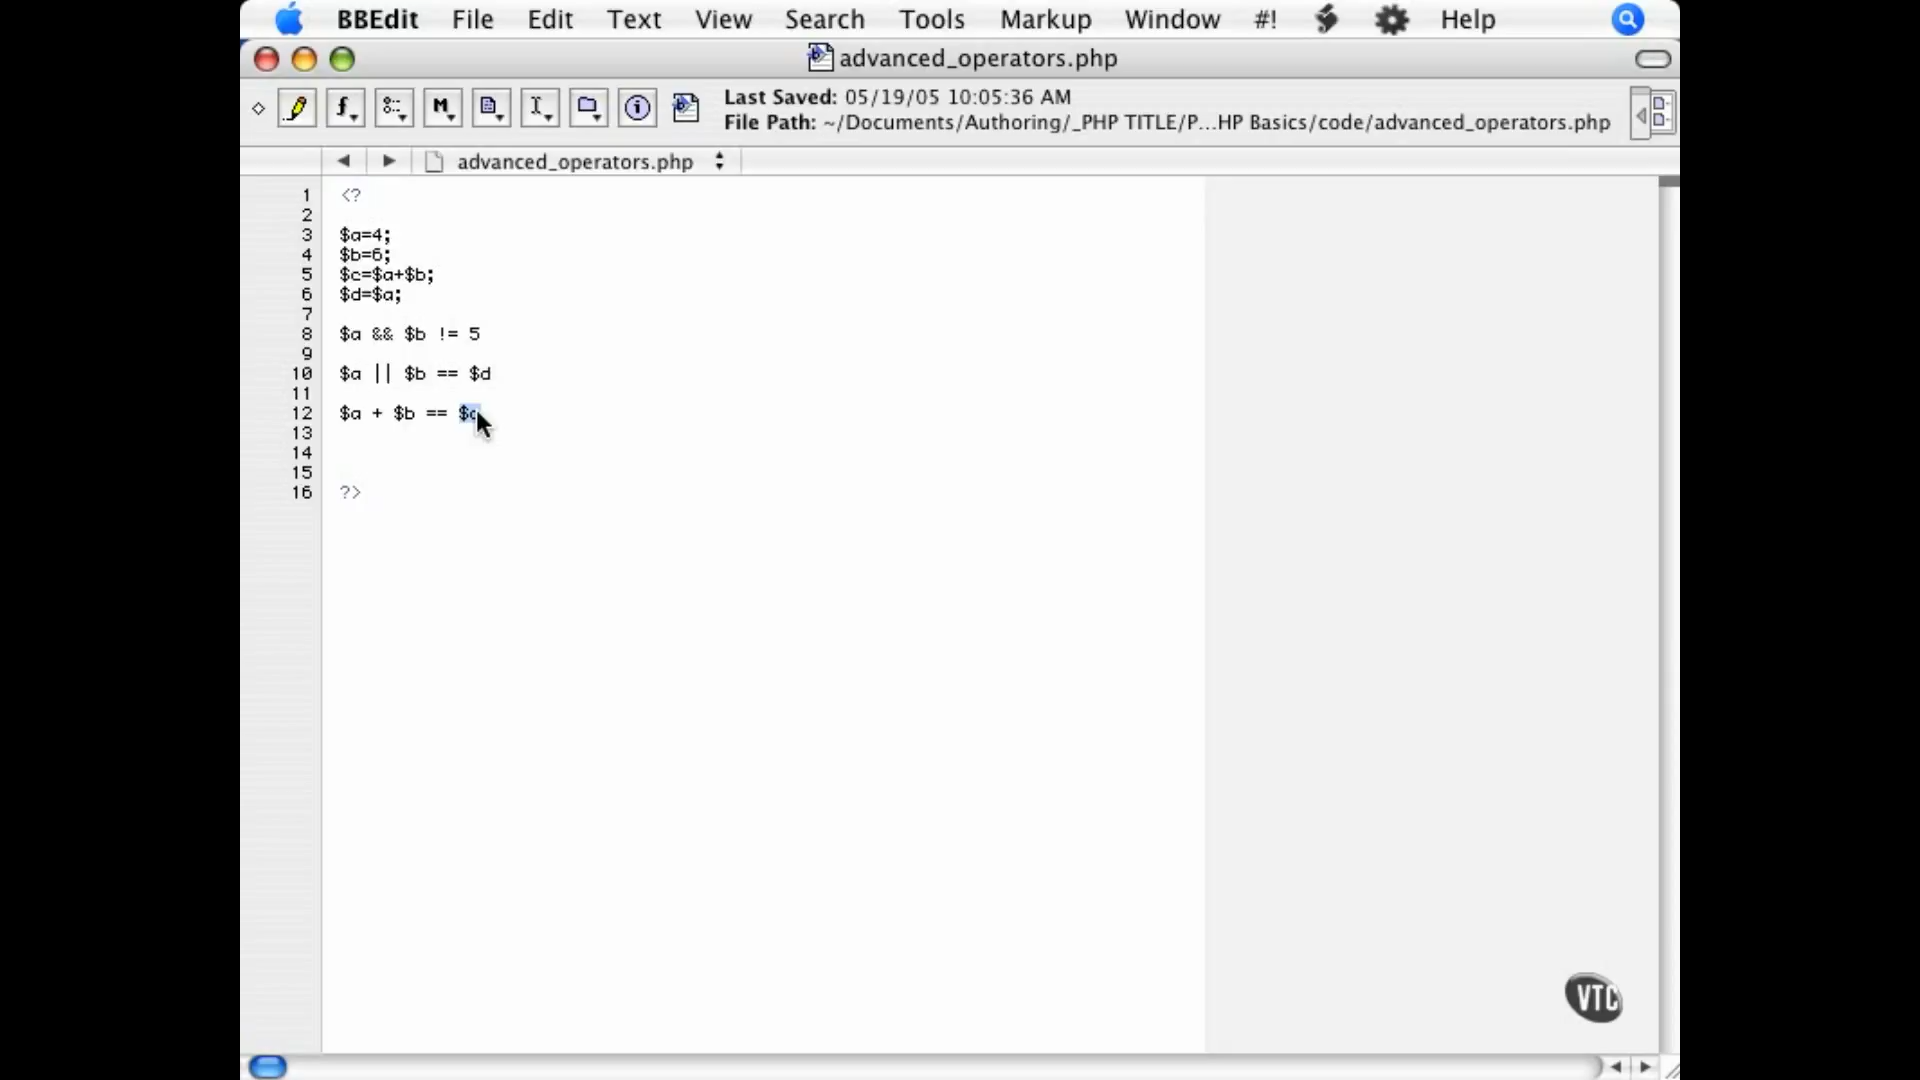 BBEdit File Edit Text View Search Tools Markup Window #! Help
advanced_operators.php
Last Saved: 05/19/05 10:05:36 AM
File Path: ~/Documents/Authoring/_PHP TITLE/P...HP Basics/code/advanced_operators.php
advanced_operators.php
1 <?
2
3 $a=4;
4 $b=6;
5 $c=$a+$b;
6 $d=$a;
7
8 $a && $b != 5
9
10 $a || $b == $d
11
12 $a + $b == $c
13
14
15
16 ?>
VTC